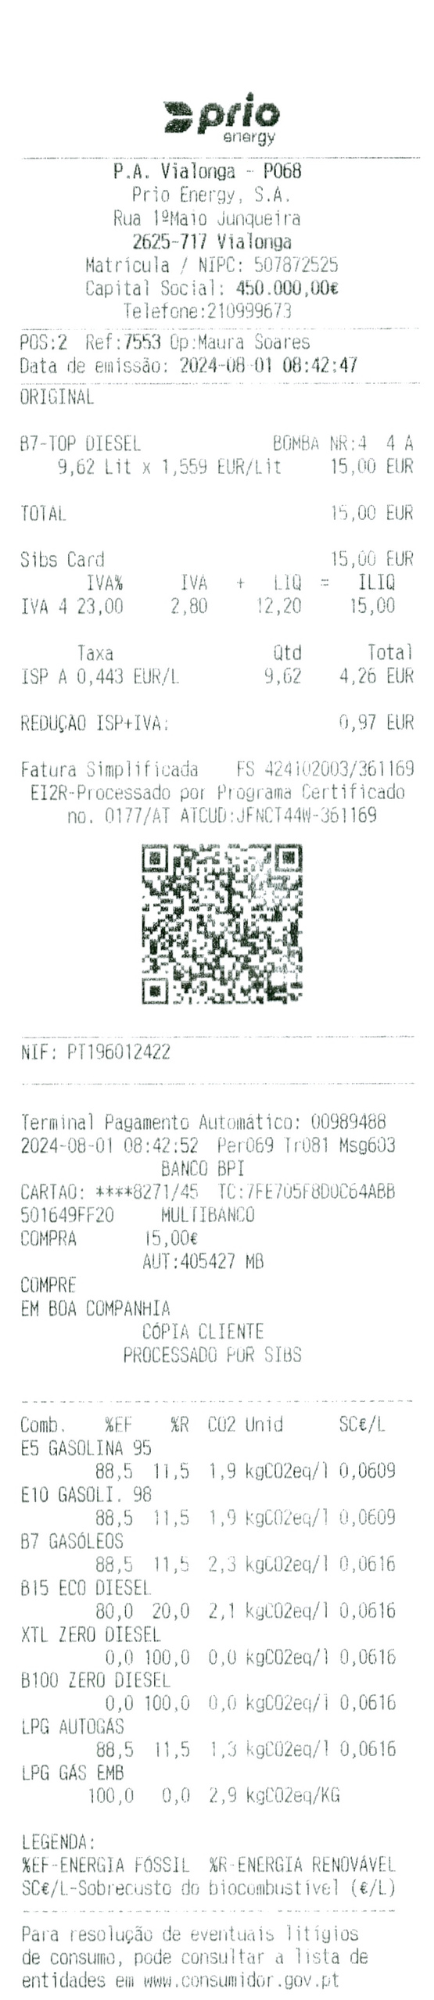 prio
energy
P.A. Vialonga - P068
Prio Energy, S.A.
Rua 1ºMaio Junqueira
2625-717 Vialonga
Matricula / NIPC: 507872525
Capital Social: 450.000,00€
Telefone:210999673
POS:2 Ref:7553 Op:Maura Soares
Data de emissão: 2024-08-01 08:42:47
ORIGINAL
B7-TOP DIESEL BOMBA NR:4 4 A
9,62 Lit x 1,559 EUR/Lit 15,00 EUR
TOTAL 15,00 EUR
Sibs Card 15,00 EUR
IVA% IVA + LIQ = ILIQ
IVA 4 23,00 2,80 12,20 15,00
Taxa Qtd Total
ISP A 0,443 EUR/L 9,62 4,26 EUR
REDUÇÃO ISP+IVA: 0,97 EUR
Fatura Simplificada FS 424102003/361169
EI2R-Processado por Programa Certificado
no. 0177/AT ATCUD:JFNCT44W-361169
NIF: PT196012422
Terminal Pagamento Automático: 00989488
2024-08-01 08:42:52 Per069 Tr081 Msg603
BANCO BPI
CARTAO: ****8271/45 TC:7FE705F8D0C64ABB
501649FF20 MULTIBANCO
COMPRA 15,00€
AUT:405427 MB
COMPRE
EM BOA COMPANHIA
CÓPIA CLIENTE
PROCESSADO POR SIBS
Comb. %EF %R CO2 Unid SC€/L
E5 GASOLINA 95
88,5 11,5 1,9 kgCO2eq/l 0,0609
E10 GASOLI. 98
88,5 11,5 1,9 kgCO2eq/l 0,0609
B7 GASÓLEOS
88,5 11,5 2,3 kgCO2eq/l 0,0616
B15 ECO DIESEL
80,0 20,0 2,1 kgCO2eq/l 0,0616
XTL ZERO DIESEL
0,0 100,0 0,0 kgCO2eq/l 0,0616
B100 ZERO DIESEL
0,0 100,0 0,0 kgCO2eq/l 0,0616
LPG AUTOGÁS
88,5 11,5 1,3 kgCO2eq/l 0,0616
LPG GÁS EMB
100,0 0,0 2,9 kgCO2eq/KG
LEGENDA:
%EF-ENERGIA FÓSSIL %R-ENERGIA RENOVÁVEL
SC€/L-Sobrecusto do biocombustivel (€/L)
Para resolução de eventuais litígios
de consumo, pode consultar a lista de
entidades em www.consumidor.gov.pt